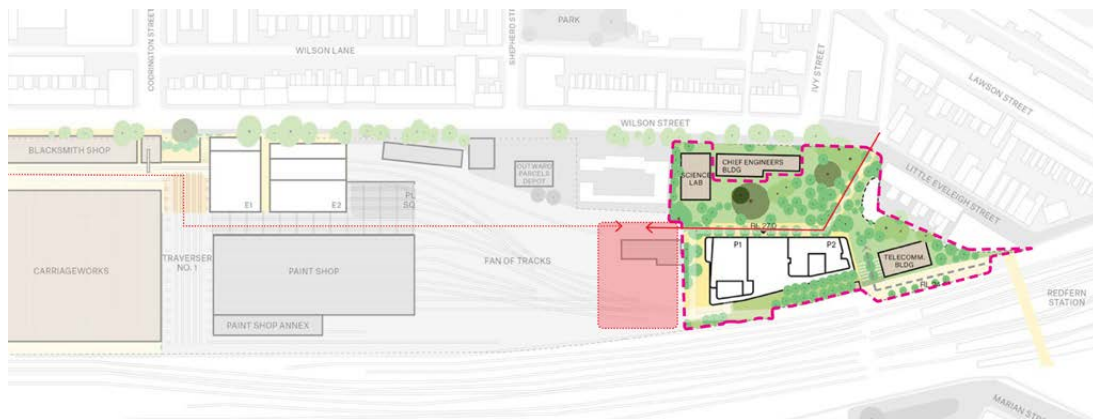 PARK
CODRINGTON STREET
WILSON LANE
SHEPHERD ST
IVY STREET
LAWSON STREET
WILSON STREET
BLACKSMITH SHOP
OUTWARD
PARCELS
DEPOT
SCIENCE
LAB
CHIEF ENGINEERS
BLDG
LITTLE EVELEIGH STREET
E1
E2
SQ
P1
P2
CARRIAGEWORKS
TRAVERSER
NO. 1
PAINT SHOP
FAN OF TRACKS
TELECOMM.
BLDG
REDFERN
STATION
PAINT SHOP ANNEX
MARIAN STR